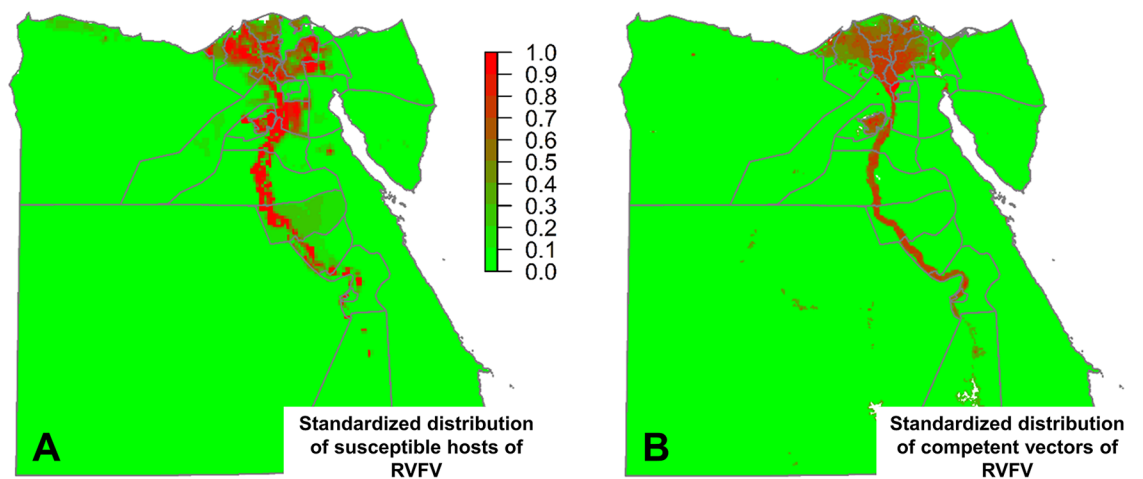 1.0
0.9
0.8
0.7
0.6
0.5
0.4
0.3
0.2
0.1
0.0
A
Standardized distribution
of susceptible hosts of
RVFV
B
Standardized distribution
of competent vectors of
RVFV